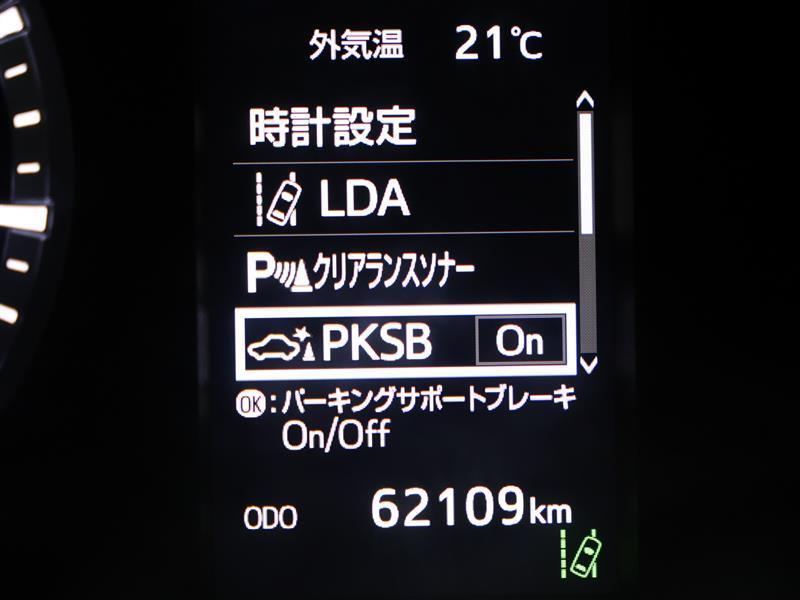 外気温 21℃
時計設定
LDA
P クリアランスソナー
PKSB On
OK:パーキングサポートブレーキ
On/Off
ODO 62109km